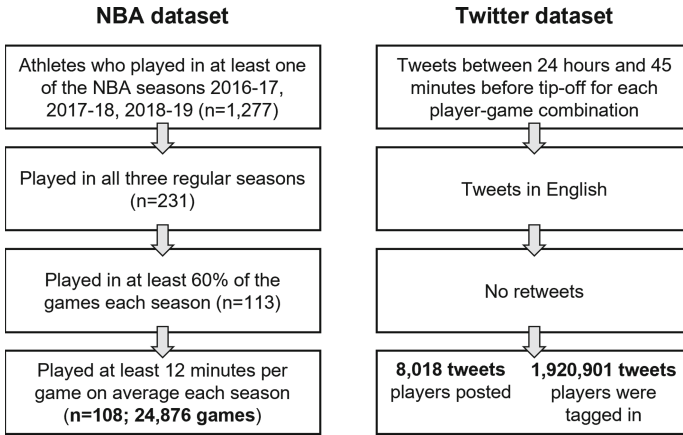 NBA dataset
Athletes who played in at least one
of the NBA seasons 2016-17,
2017-18, 2018-19 (n=1,277)
Played in all three regular seasons
(n=231)
Played in at least 60% of the
games each season (n=113)
Played at least 12 minutes per
game on average each season
(n=108; 24,876 games)
Twitter dataset
Tweets between 24 hours and 45
minutes before tip-off for each
player-game combination
Tweets in English
No retweets
8,018 tweets
players posted
1,920,901 tweets
players were
tagged in